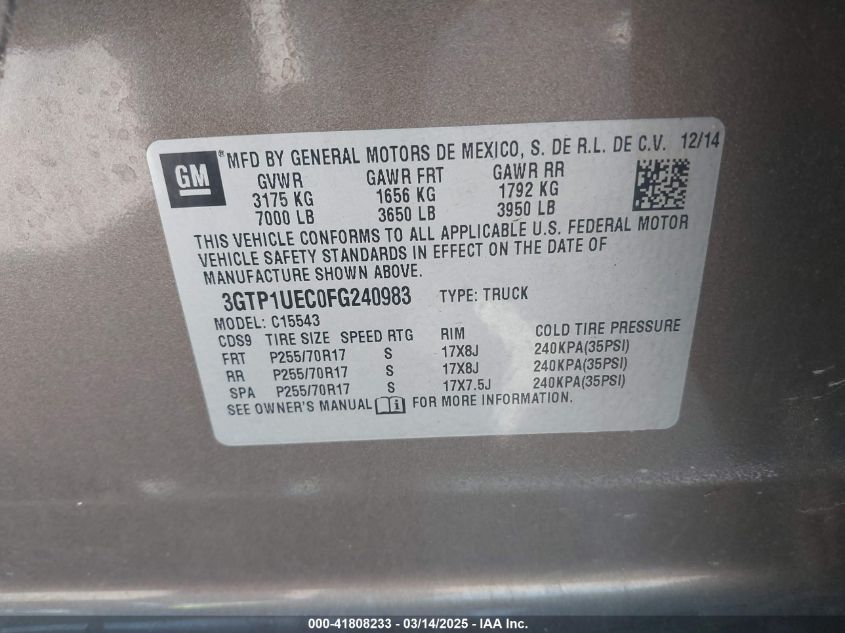 GM ® MFD BY GENERAL MOTORS DE MEXICO, S. DE R.L. DE C.V. 12/14
GVWR GAWR FRT GAWR RR
3175 KG 1656 KG 1792 KG
7000 LB 3650 LB 3950 LB
THIS VEHICLE CONFORMS TO ALL APPLICABLE U.S. FEDERAL MOTOR
VEHICLE SAFETY STANDARDS IN EFFECT ON THE DATE OF
MANUFACTURE SHOWN ABOVE.
3GTP1UEC0FG240983 TYPE: TRUCK
MODEL: C15543
CDS9 TIRE SIZE SPEED RTG RIM COLD TIRE PRESSURE
FRT P255/70R17 S 17X8J 240KPA(35PSI)
RR P255/70R17 S 17X8J 240KPA(35PSI)
SPA P255/70R17 S 17X7.5J 240KPA(35PSI)
SEE OWNER'S MANUAL FOR MORE INFORMATION.
000-41808233 - 03/14/2025 - IAA Inc.